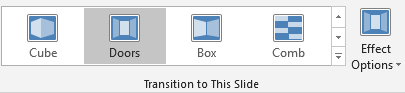 Cube Doors Box Comb Effect
Options
Transition to This Slide